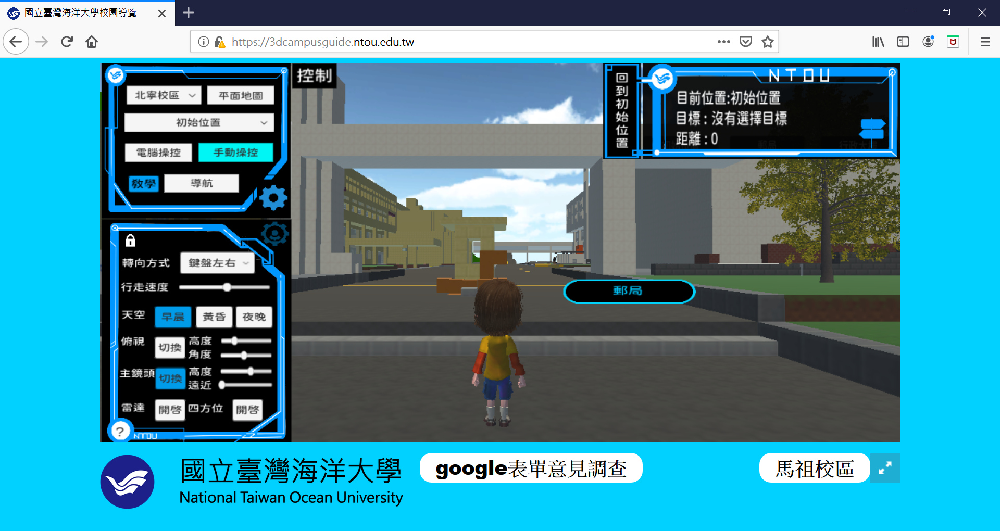 國立臺灣海洋大學校園導覽
https://3dcampusguide.ntou.edu.tw
北寧校區
平面地圖
初始位置
電腦操控
手動操控
教學
導航
控制
回到初始位置
NTOU
目前位置:初始位置
目標:沒有選擇目標
距離:0
郵局
轉向方式
鍵盤左右
行走速度
天空
早晨
黃昏
夜晚
俯視
切換
高度
角度
主鏡頭
切換
高度
遠近
雷達
開啓
四方位
開啓
?
NTOU
郵局
國立臺灣海洋大學
National Taiwan Ocean University
google表單意見調查
馬祖校區